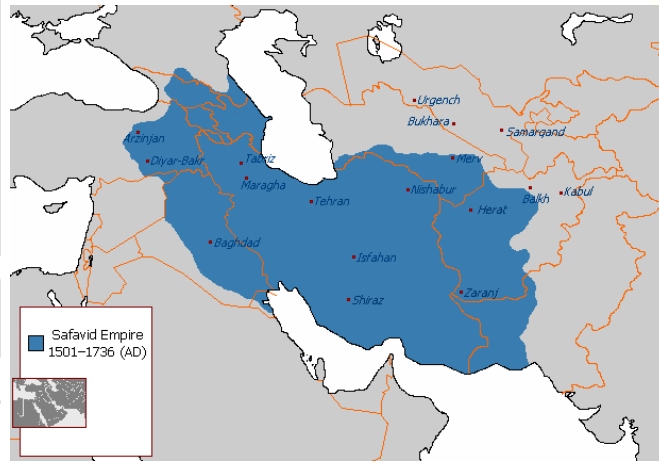 Urgench
Bukhara
Samarqand
Arzinjan
Diyar-Bakr
Tabriz
Merv
Maragha
Nishabur
Balkh
Kabul
Tehran
Herat
Baghdad
Isfahan
Shiraz
Zaranj
Safavid Empire
1501–1736 (AD)